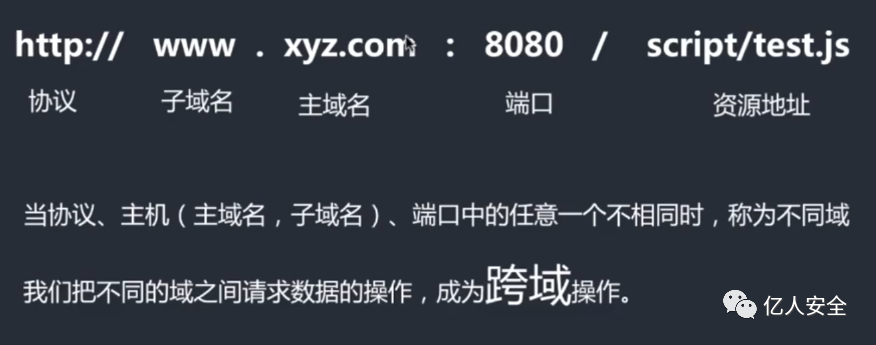 http:// www . xyz.com : 8080 / script/test.js
协议 子域名 主域名 端口 资源地址
当协议、主机（主域名，子域名）、端口中的任意一个不相同时，称为不同域
我们把不同的域之间请求数据的操作，成为跨域操作。
亿人安全